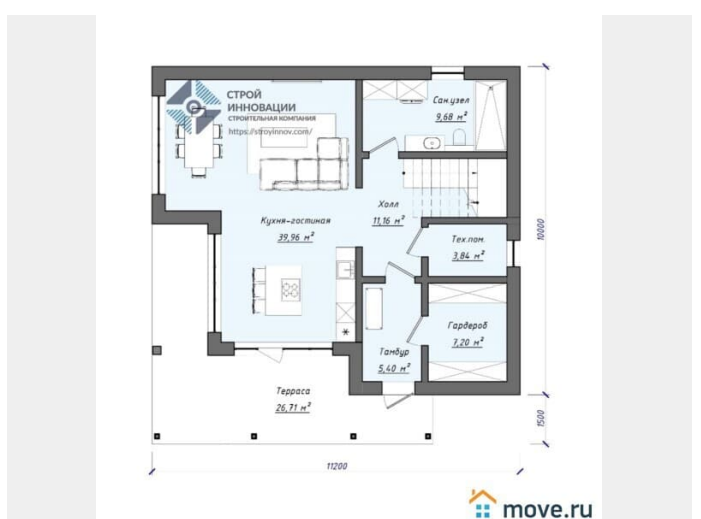 СТРОЙ
ИННОВАЦИИ
СТРОИТЕЛЬНАЯ КОМПАНИЯ
https://stroyinnov.com/
Сан.узел
9,68 м²
Холл
11,16 м²
Кухня-гостиная
39,96 м²
Тех.пом.
3,84 м²
Гардероб
7,20 м²
Тамбур
5,40 м²
Терраса
26,71 м²
10000
1500
11200
move.ru